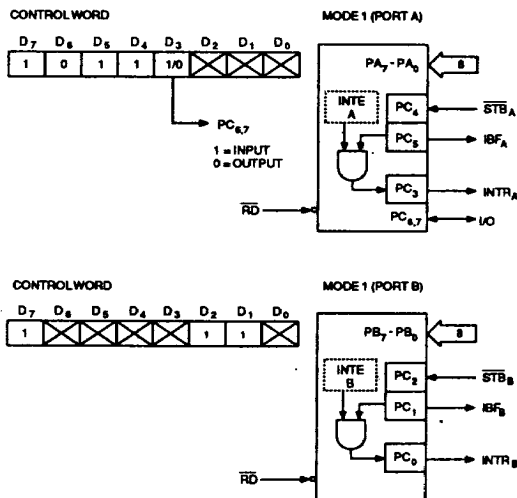 CONTROL WORD
D7 D6 D5 D4 D3 D2 D1 D0
1 0 1 1 1/0
PC6,7
1 = INPUT
0 = OUTPUT
MODE 1 (PORT A)
PA7 - PA0
8
INTE
A
PC4
STBA
PC5
IBFA
PC3
INTRA
RD
PC6,7
I/O
CONTROL WORD
D7 D6 D5 D4 D3 D2 D1 D0
1 1 1
MODE 1 (PORT B)
PB7 - PB0
8
INTE
B
PC2
STBB
PC1
IBFB
PC0
INTRB
RD